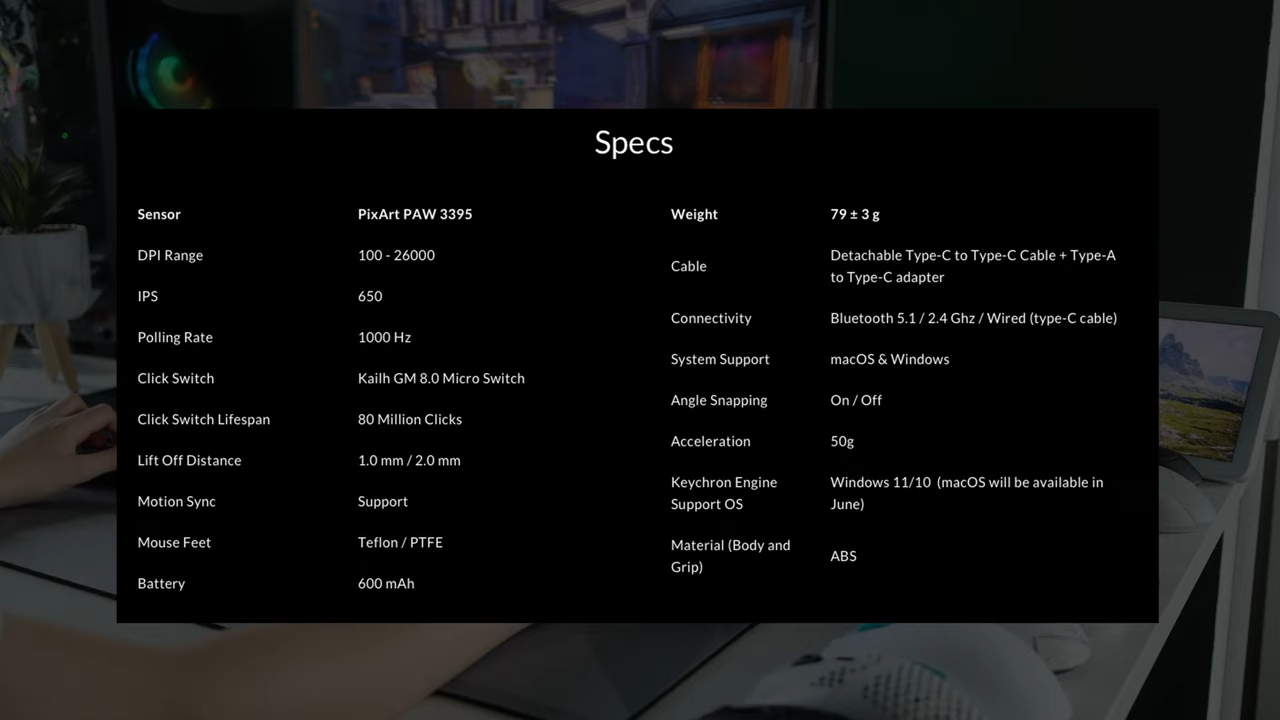 Specs
Sensor PixArt PAW 3395
DPI Range 100 - 26000
IPS 650
Polling Rate 1000 Hz
Click Switch Kailh GM 8.0 Micro Switch
Click Switch Lifespan 80 Million Clicks
Lift Off Distance 1.0 mm / 2.0 mm
Motion Sync Support
Mouse Feet Teflon / PTFE
Battery 600 mAh
Weight 79 ± 3 g
Cable Detachable Type-C to Type-C Cable + Type-A
to Type-C adapter
Connectivity Bluetooth 5.1 / 2.4 Ghz / Wired (type-C cable)
System Support macOS & Windows
Angle Snapping On / Off
Acceleration 50g
Keychron Engine Windows 11/10 (macOS will be available in
Support OS June)
Material (Body and
Grip) ABS